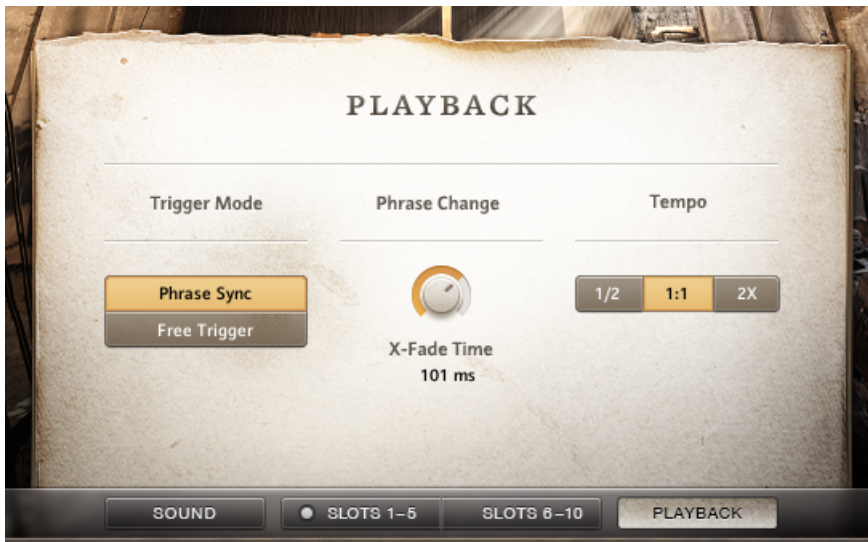 PLAYBACK
Trigger Mode
Phrase Change
Tempo
Phrase Sync
Free Trigger
X-Fade Time
101 ms
1/2 1:1 2X
SOUND SLOTS 1–5 SLOTS 6–10 PLAYBACK